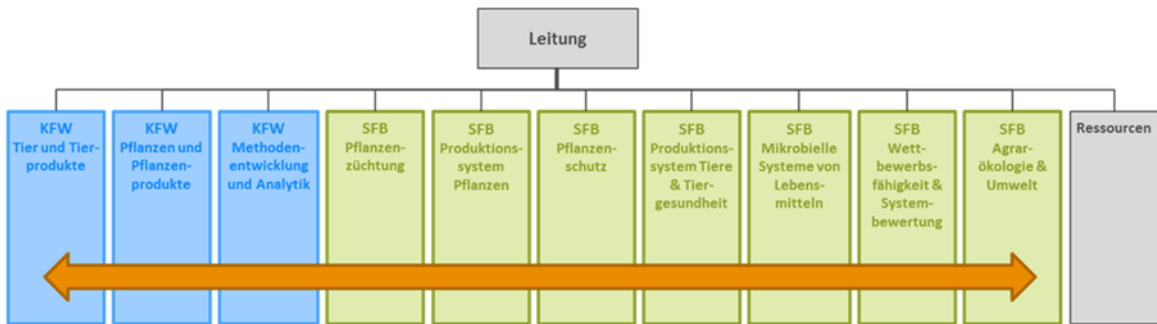 Leitung
KFW
Tier und Tier-
produkte
KFW
Pflanzen und
Pflanzen-
produkte
KFW
Methoden-
entwicklung
und Analytik
SFB
Pflanzen-
züchtung
SFB
Produktions-
system
Pflanzen
SFB
Pflanzen-
schutz
SFB
Produktions-
system Tiere
& Tier-
gesundheit
SFB
Mikrobielle
Systeme von
Lebens-
mitteln
SFB
Wett-
bewerbs-
fähigkeit &
System-
bewertung
SFB
Agrar-
ökologie &
Umwelt
Ressourcen